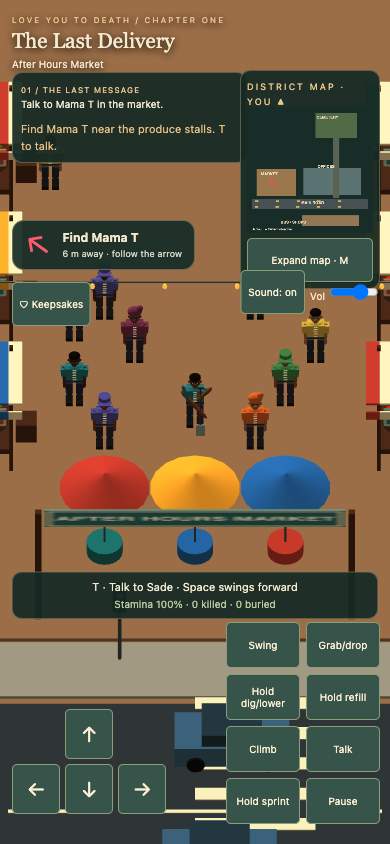 LOVE YOU TO DEATH / CHAPTER ONE
The Last Delivery
After Hours Market
01 / THE LAST MESSAGE
Talk to Mama T in the market.
Find Mama T near the produce stalls. T
to talk.
DISTRICT MAP ·
YOU ▲
MARKET
OFFICES
Expand map · M
Find Mama T
6 m away · follow the arrow
Sound: on
Vol
♡ Keepsakes
AFTER HOURS MARKET
T · Talk to Sade · Space swings forward
Stamina 100% · 0 killed · 0 buried
Swing
Grab/drop
Hold
dig/lower
Hold refill
Climb
Talk
↑
← ↓ →
Hold sprint
Pause